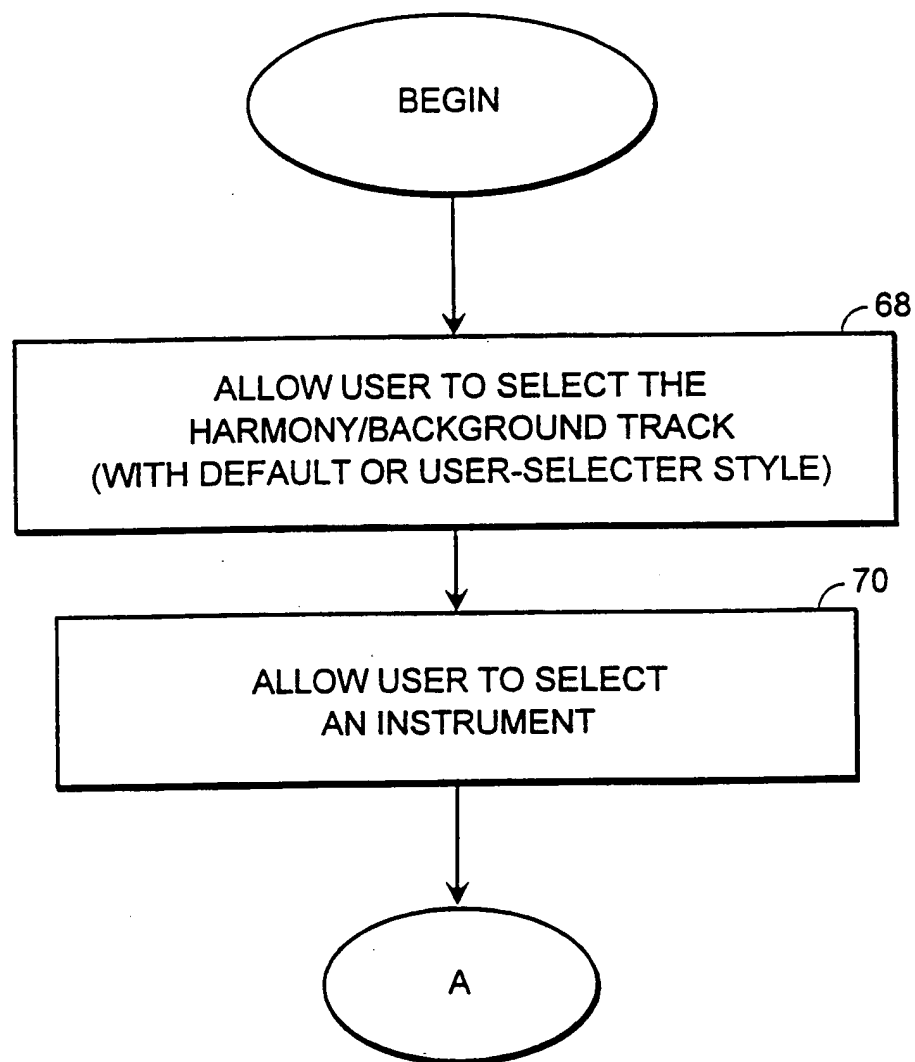 BEGIN
68
ALLOW USER TO SELECT THE
HARMONY/BACKGROUND TRACK
(WITH DEFAULT OR USER-SELECTER STYLE)
70
ALLOW USER TO SELECT
AN INSTRUMENT
A